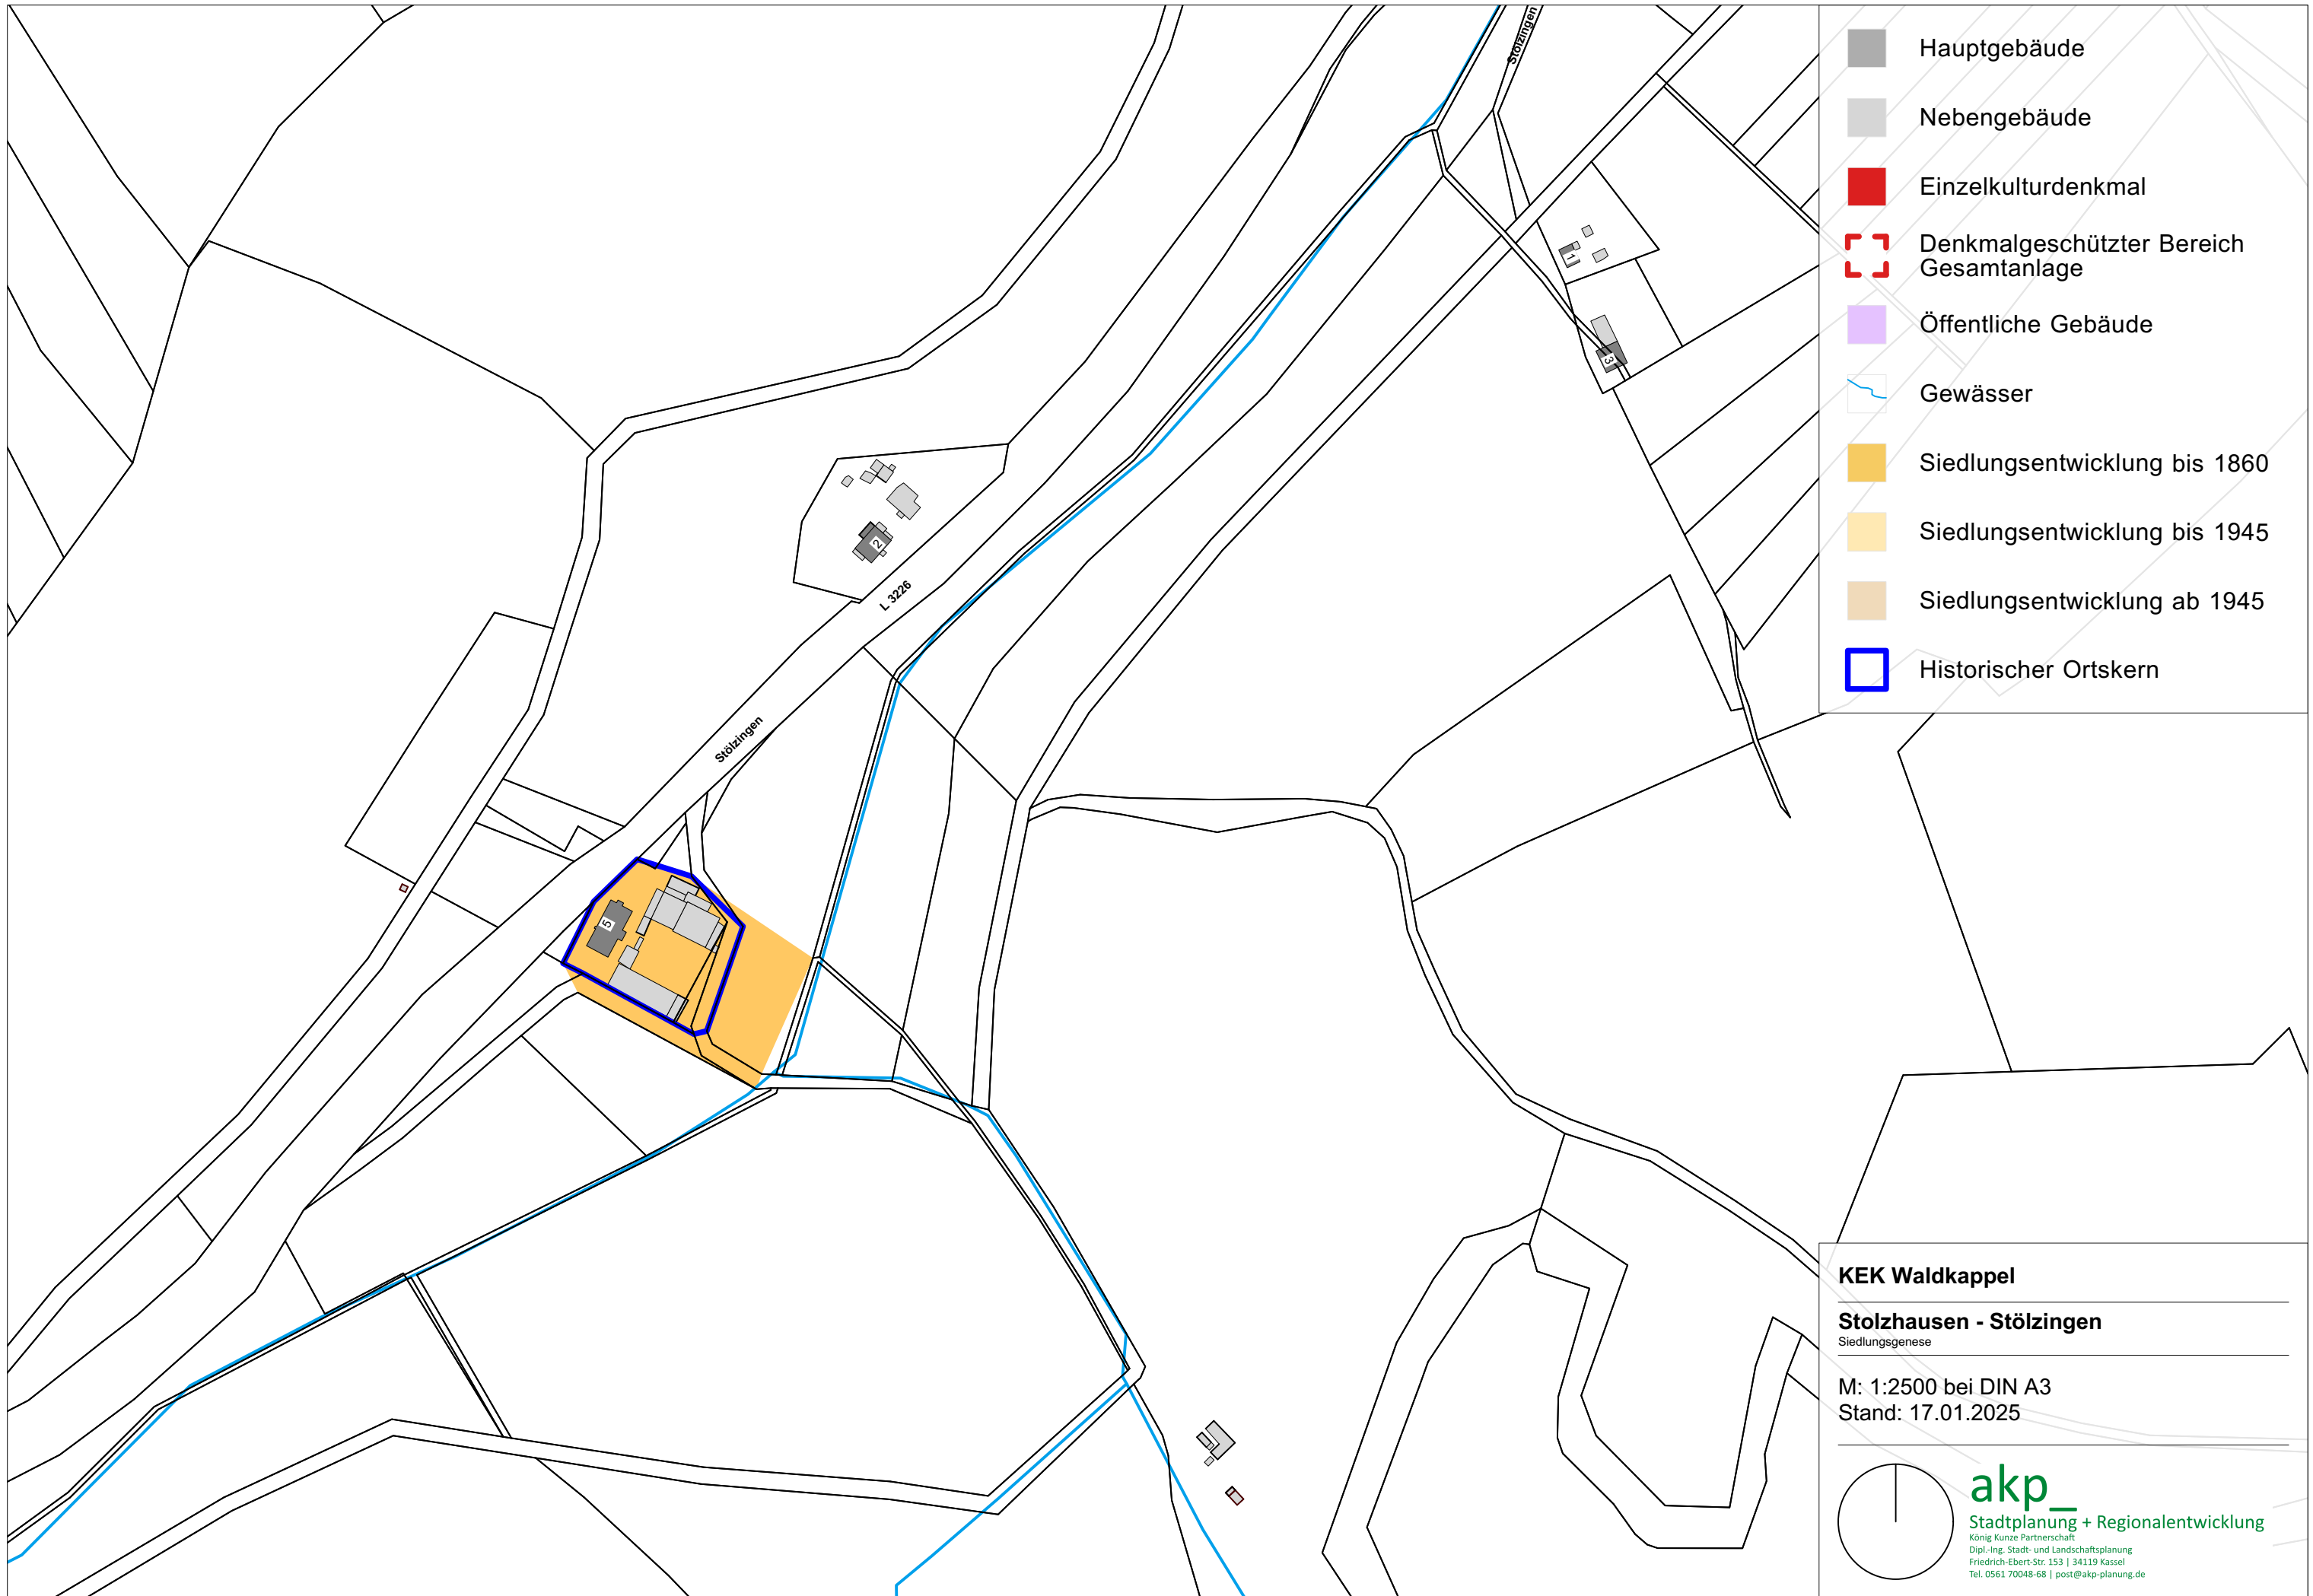 Stölzingen
Hauptgebäude
Nebengebäude
Einzelkulturdenkmal
Denkmalgeschützter Bereich
Gesamtanlage
Öffentliche Gebäude
Gewässer
Siedlungsentwicklung bis 1860
Siedlungsentwicklung bis 1945
Siedlungsentwicklung ab 1945
Historischer Ortskern
1
3
2
L 3226
Stölzingen
5
KEK Waldkappel
Stolzhausen - Stölzingen
Siedlungsgenese
M: 1:2500 bei DIN A3
Stand: 17.01.2025
akp_
Stadtplanung + Regionalentwicklung
König Kunze Partnerschaft
Dipl.-Ing. Stadt- und Landschaftsplanung
Friedrich-Ebert-Str. 153 | 34119 Kassel
Tel. 0561 70048-68 | post@akp-planung.de